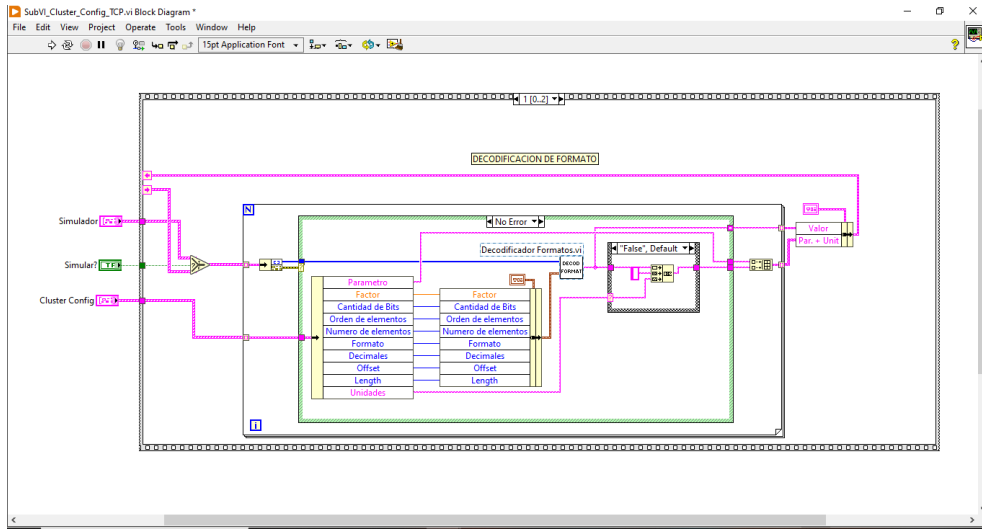 SubVI_Cluster_Config_TCP.vi Block Diagram *
File Edit View Project Operate Tools Window Help
15pt Application Font
1 [0..2]
DECODIFICACION DE FORMATO
Simulador
Simular?
TF
Cluster Config
N
No Error
Decodificador Formatos.vi
DECOD
FORMAT
"False", Default
Valor
Par. + Unit
Parametro
Factor
Factor
Cantidad de Bits
Cantidad de Bits
Orden de elementos
Orden de elementos
Numero de elementos
Numero de elementos
Formato
Formato
Decimales
Decimales
Offset
Offset
Length
Length
Unidades
i